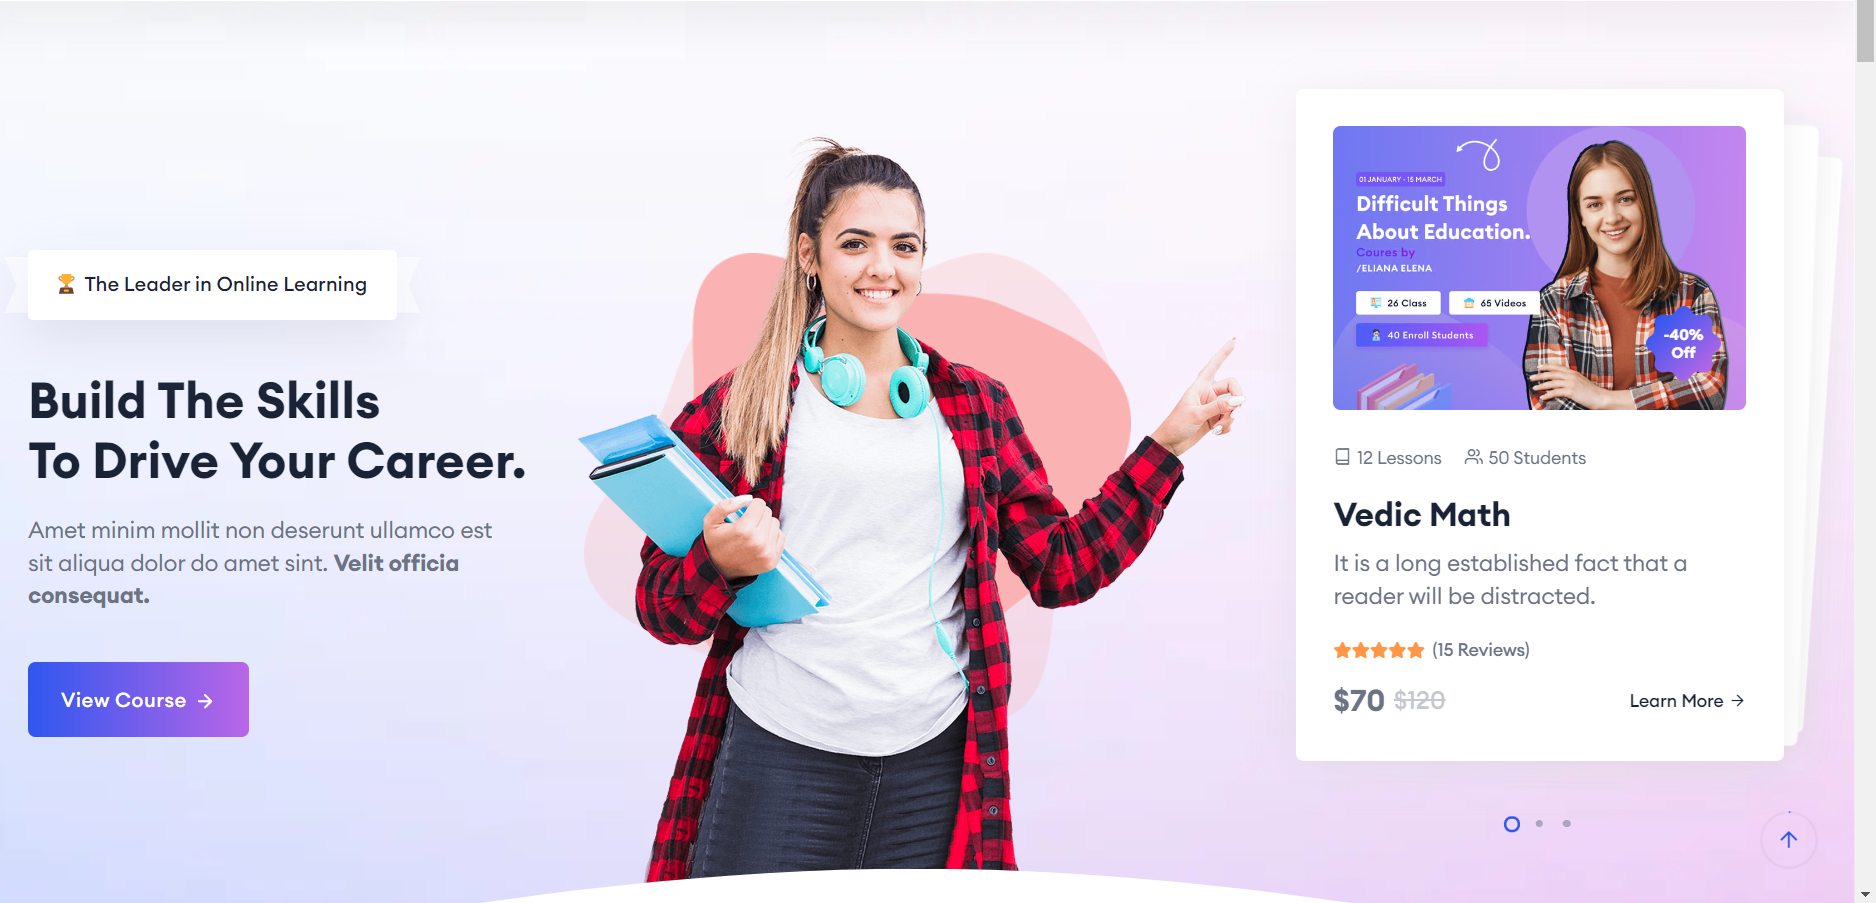 The Leader in Online Learning
Build The Skills
To Drive Your Career.
Amet minim mollit non deserunt ullamco est
sit aliqua dolor do amet sint. Velit officia
consequat.
View Course
01 JANUARY - 15 MARCH
Difficult Things
About Education.
Coures by
/ELIANA ELENA
26 Class
65 Videos
40 Enroll Students
-40%
Off
12 Lessons
50 Students
Vedic Math
It is a long established fact that a
reader will be distracted.
(15 Reviews)
$70 $120
Learn More